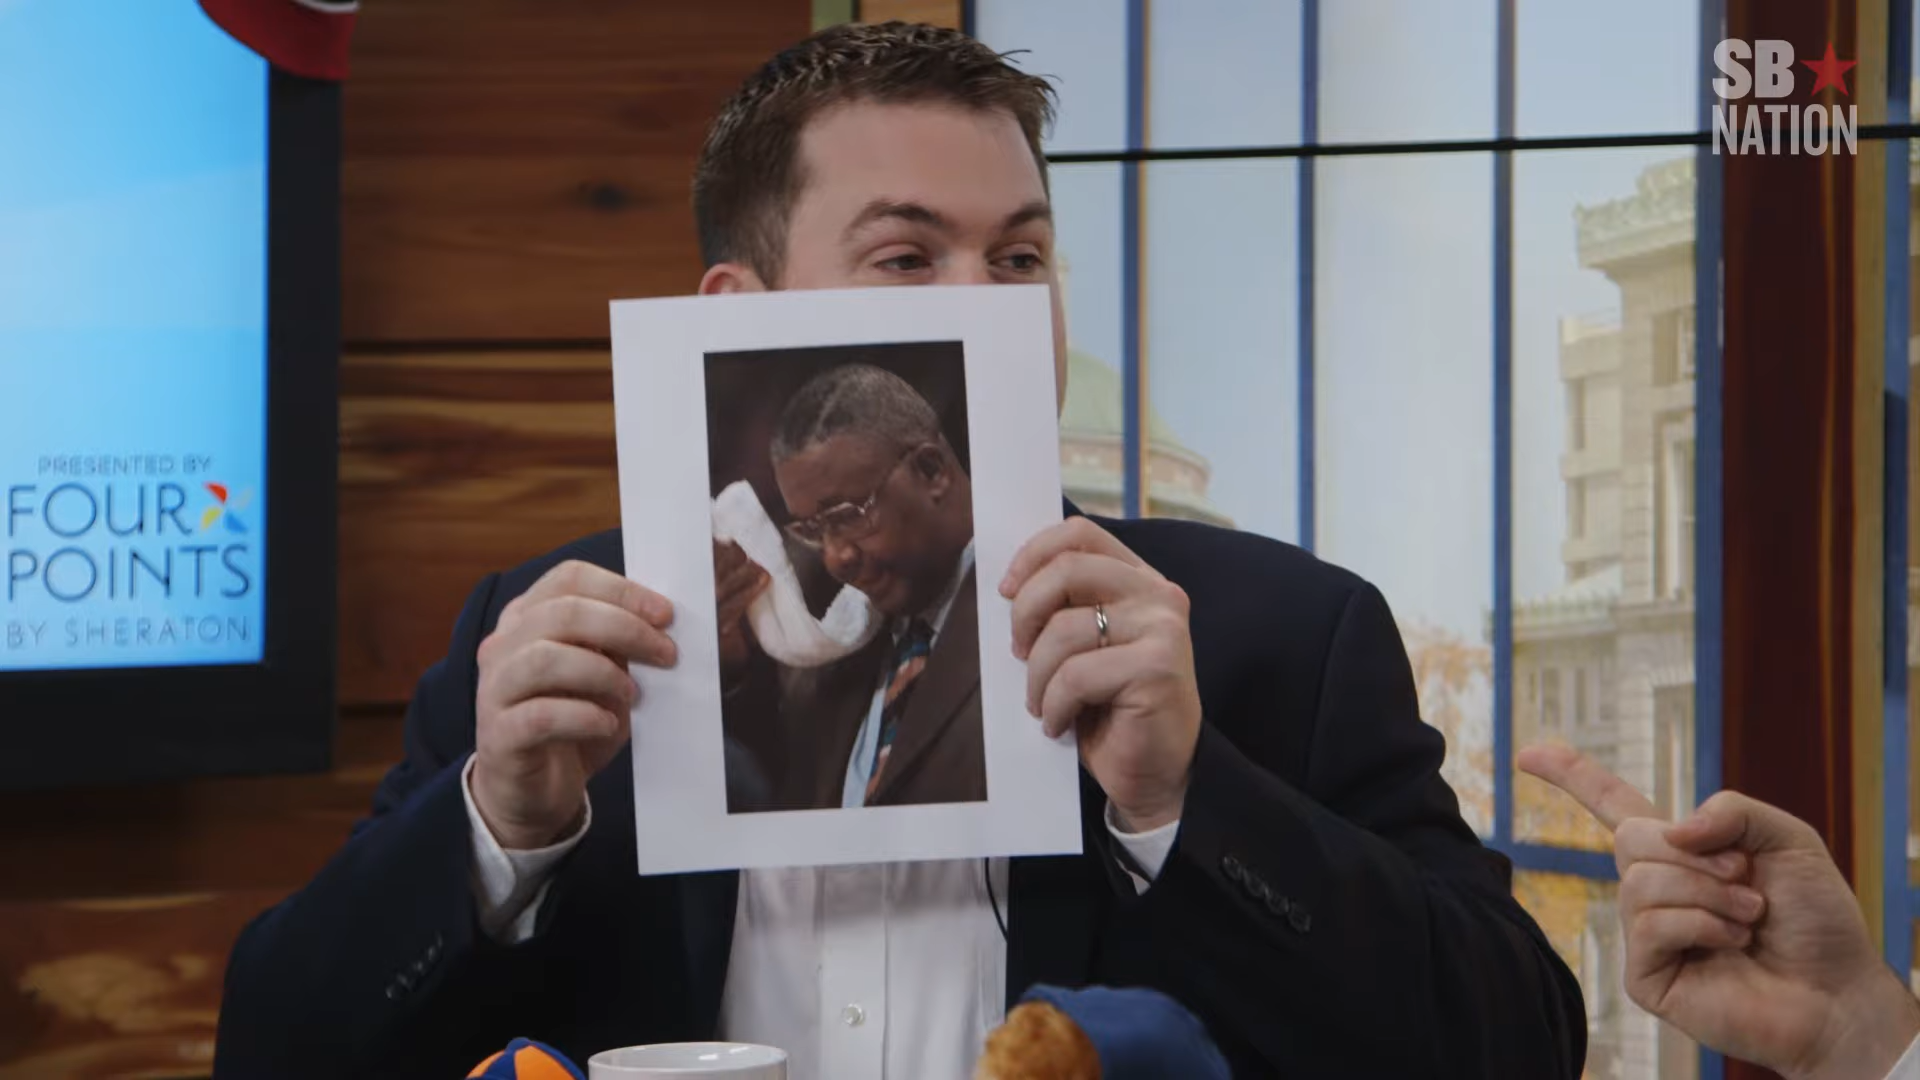 SB
NATION
PRESENTED BY
FOUR
POINTS
BY SHERATON